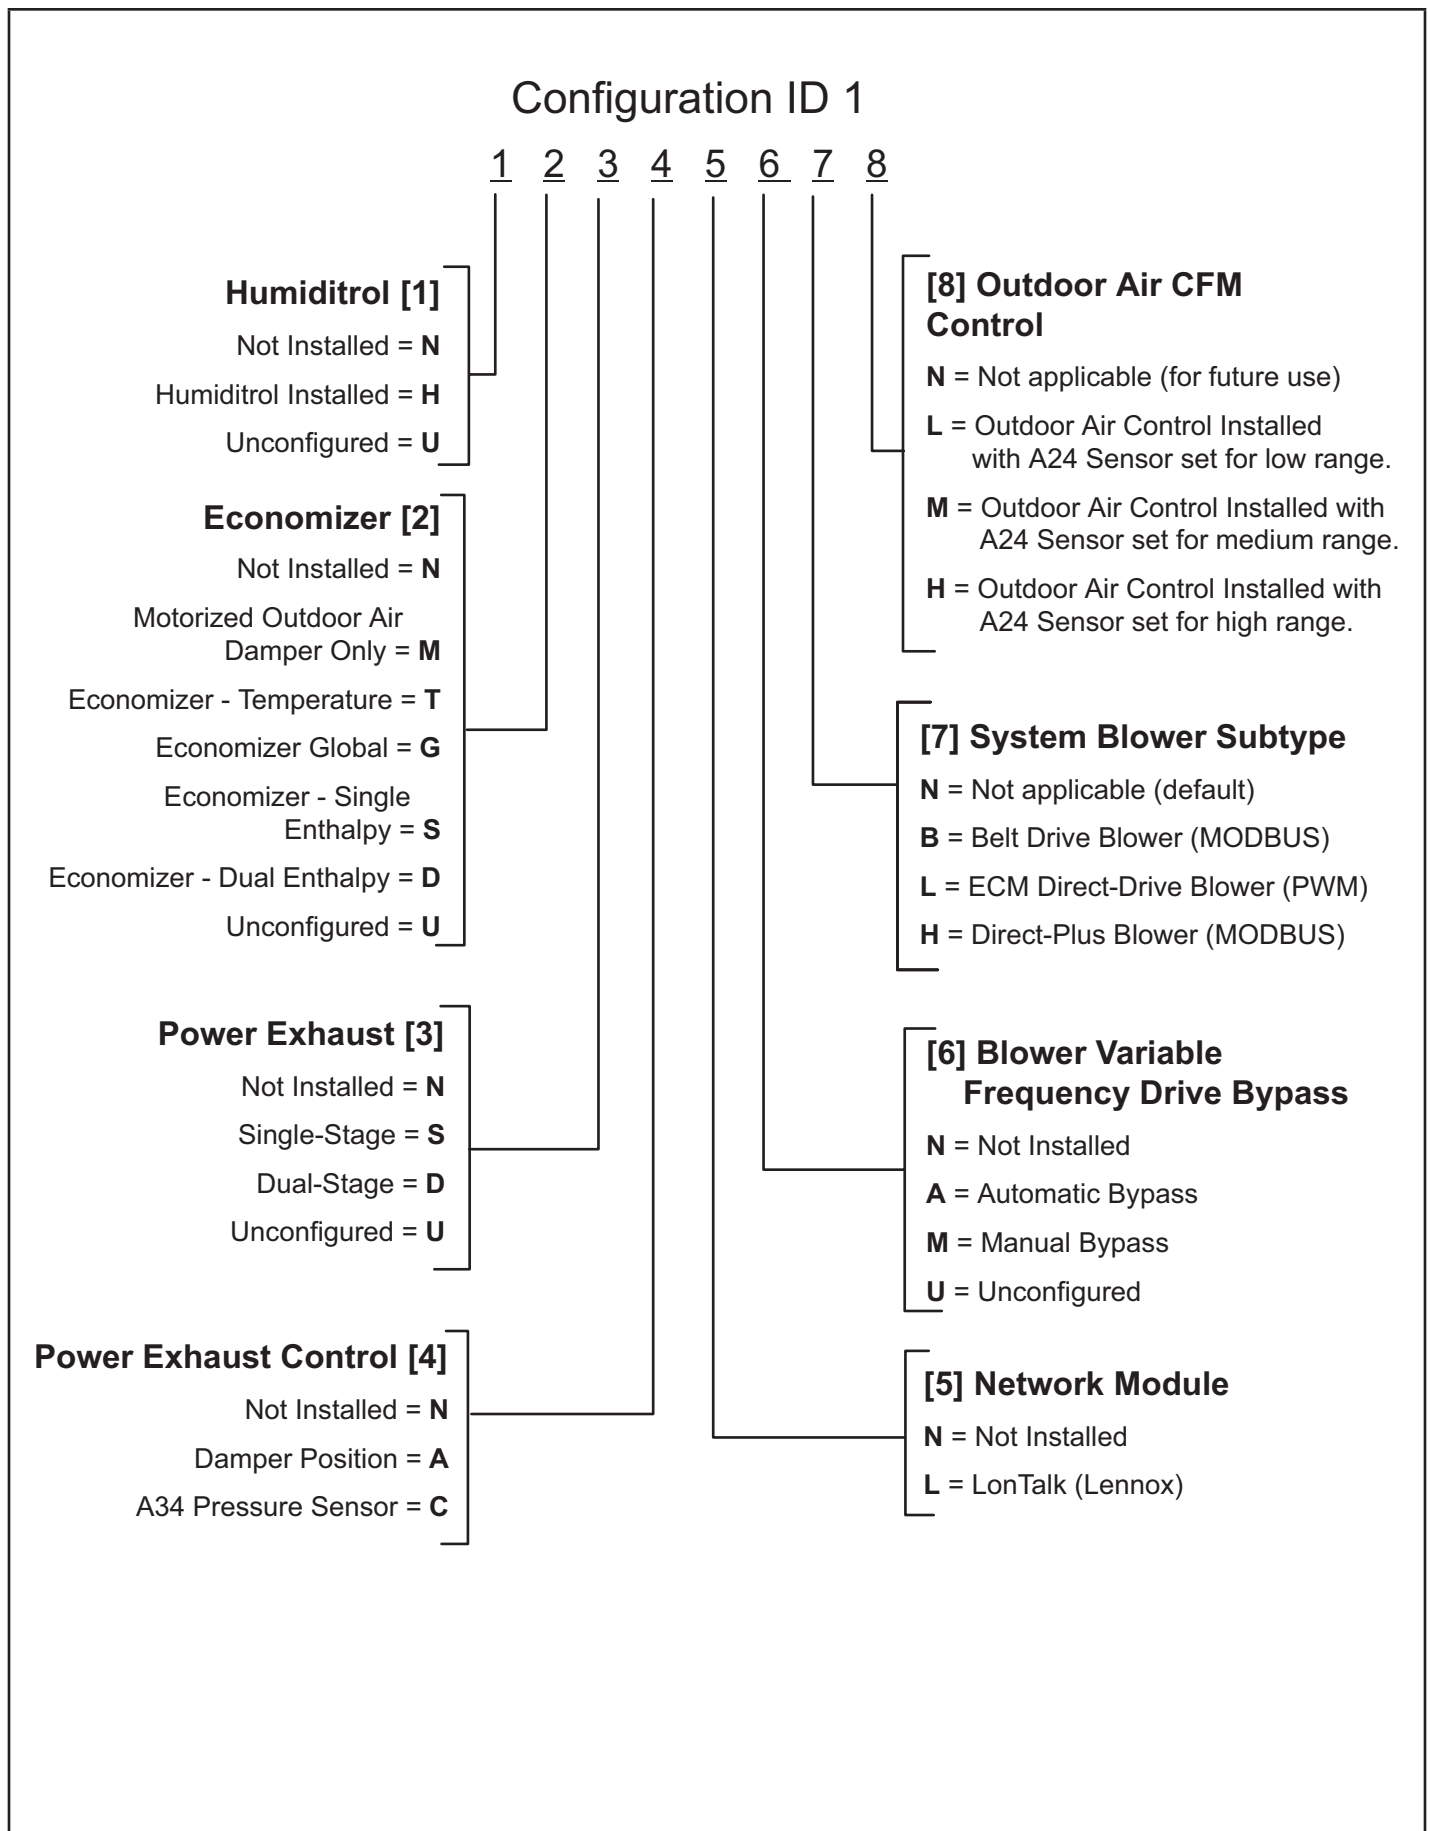 Configuration ID 1
1 2 3 4 5 6 7 8
Humiditrol [1]
Not Installed = N
Humiditrol Installed = H
Unconfigured = U
Economizer [2]
Not Installed = N
Motorized Outdoor Air
Damper Only = M
Economizer - Temperature = T
Economizer Global = G
Economizer - Single
Enthalpy = S
Economizer - Dual Enthalpy = D
Unconfigured = U
Power Exhaust [3]
Not Installed = N
Single-Stage = S
Dual-Stage = D
Unconfigured = U
Power Exhaust Control [4]
Not Installed = N
Damper Position = A
A34 Pressure Sensor = C
[8] Outdoor Air CFM
Control
N = Not applicable (for future use)
L = Outdoor Air Control Installed
with A24 Sensor set for low range.
M = Outdoor Air Control Installed with
A24 Sensor set for medium range.
H = Outdoor Air Control Installed with
A24 Sensor set for high range.
[7] System Blower Subtype
N = Not applicable (default)
B = Belt Drive Blower (MODBUS)
L = ECM Direct-Drive Blower (PWM)
H = Direct-Plus Blower (MODBUS)
[6] Blower Variable
Frequency Drive Bypass
N = Not Installed
A = Automatic Bypass
M = Manual Bypass
U = Unconfigured
[5] Network Module
N = Not Installed
L = LonTalk (Lennox)